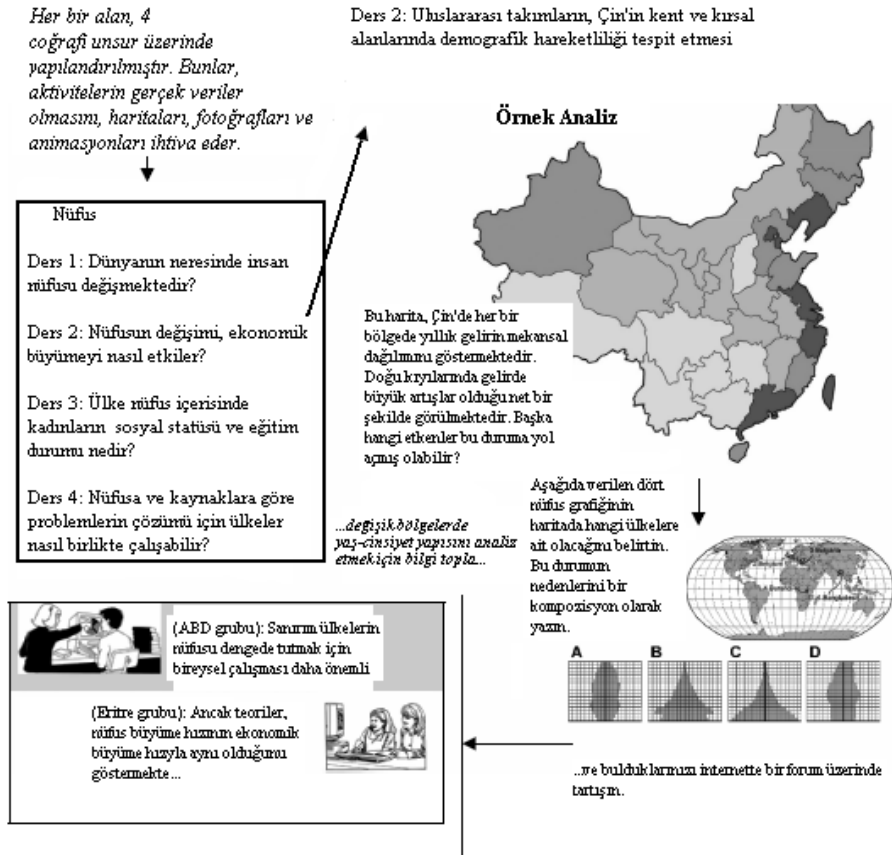 Her bir alan, 4
coğrafi unsur üzerinde
yapılandırılmıştır. Bunlar,
aktivitelerin gerçek veriler
olmasını, haritaları, fotoğrafları ve
animasyonları ihtiva eder.
Ders 2: Uluslararası takımların, Çin'in kent ve kırsal
alanlarında demografik hareketliliği tespit etmesi
Örnek Analiz
Nüfus
Ders 1: Dünyanın neresinde insan
nüfusu değişmektedir?
Ders 2: Nüfusun değişimi, ekonomik
büyümeyi nasıl etkiler?
Ders 3: Ülke nüfus içerisinde
kadınların sosyal statüsü ve eğitim
durumu nedir?
Ders 4: Nüfusa ve kaynaklara göre
problemlerin çözümü için ülkeler
nasıl birlikte çalışabilir?
Bu harita, Çin'de her bir
bölgede yıllık gelirin mekansal
dağılımını göstermektedir.
Doğu kıyılarında gelirde
büyük artışlar olduğu net bir
şekilde görülmektedir. Başka
hangi etkenler bu duruma yol
açmış olabilir?
...değişik bölgelerde
yaş-cinsiyet yapısını analiz
etmek için bilgi topla...
Aşağıda verilen dört
nüfus grafiğinin
haritada hangi ülkelere
ait olacağını belirtin.
Bu durumun
nedenlerini bir
kompozisyon olarak
yazın.
A B C D
(ABD grubu): Sanırım ülkelerin
nüfusu dengede tutmak için
bireysel çalışması daha önemli
(Eritre grubu): Ancak teoriler,
nüfus büyüme hızının ekonomik
büyüme hızıyla aynı olduğunu
göstermekte...
...ve bulduklarınızı internette bir forum üzerinde
tartışın.